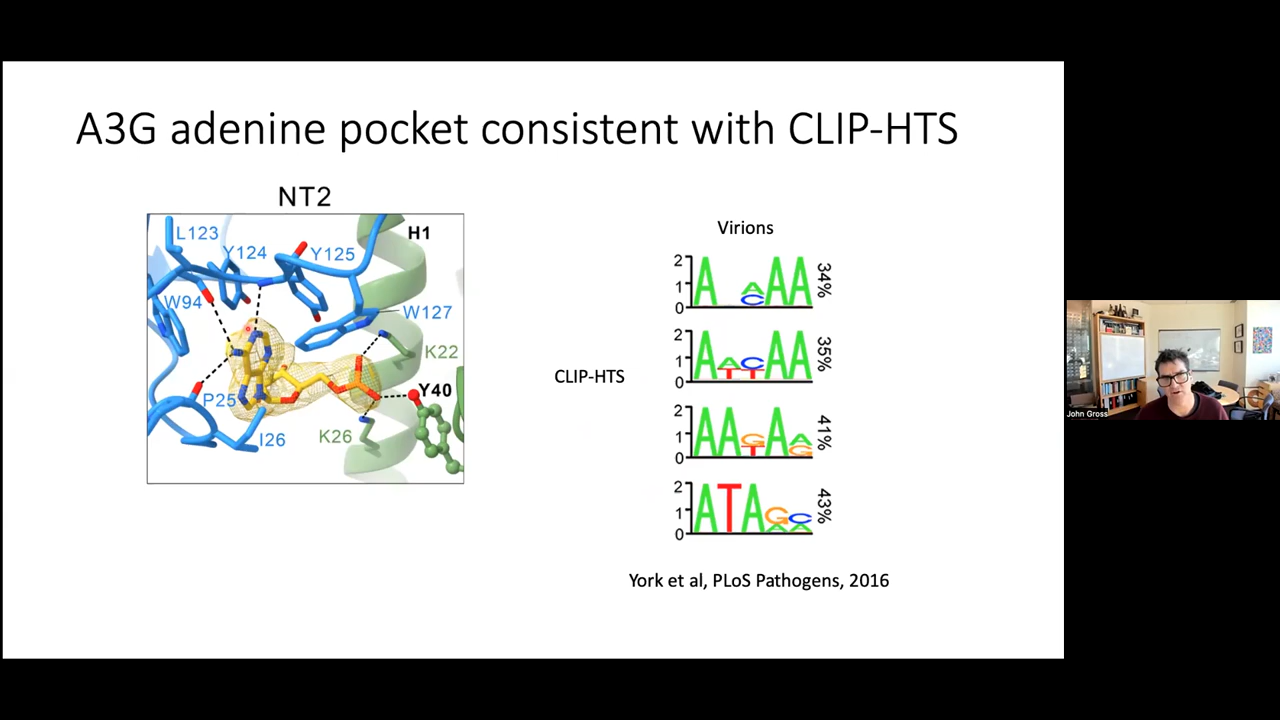 A3G adenine pocket consistent with CLIP-HTS
NT2
L123
Y124
Y125
H1
W94
W127
K22
P25
Y40
K26
I26
CLIP-HTS
Virions
2
1
0
A A C A A
34%
2
1
0
A A T C T A A
35%
2
1
0
A A G T A A G
41%
2
1
0
A T A G A C A
43%
York et al, PLoS Pathogens, 2016
John Gross